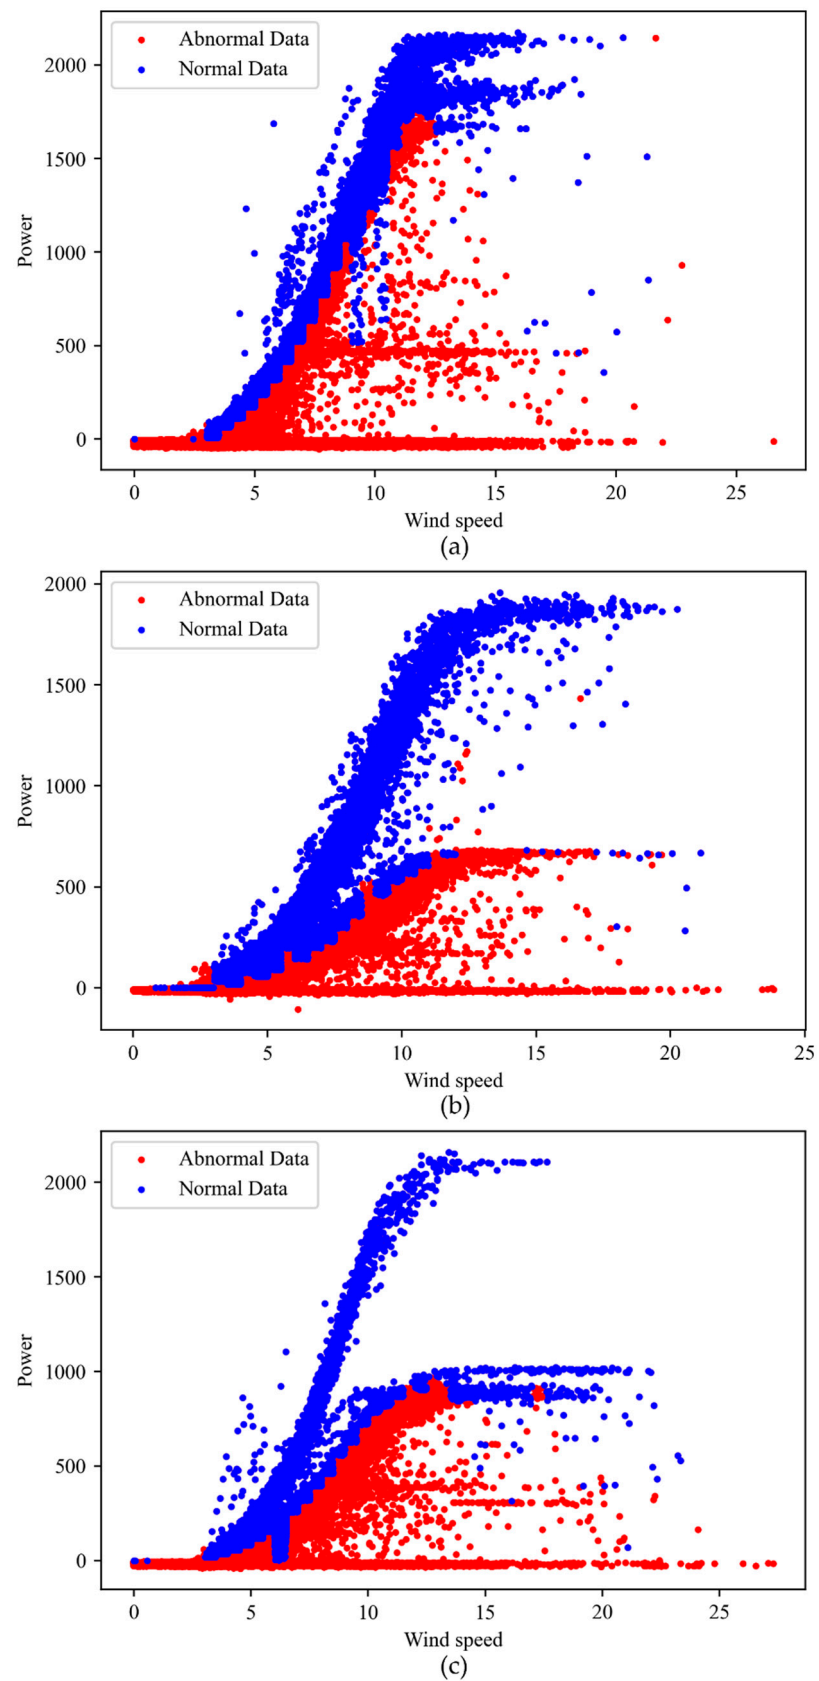 Abnormal Data
Normal Data
2000
1500
1000
500
0
Power
0 5 10 15 20 25
Wind speed
(a)
Abnormal Data
Normal Data
2000
1500
1000
500
0
Power
0 5 10 15 20 25
Wind speed
(b)
Abnormal Data
Normal Data
2000
1500
1000
500
0
Power
0 5 10 15 20 25
Wind speed
(c)